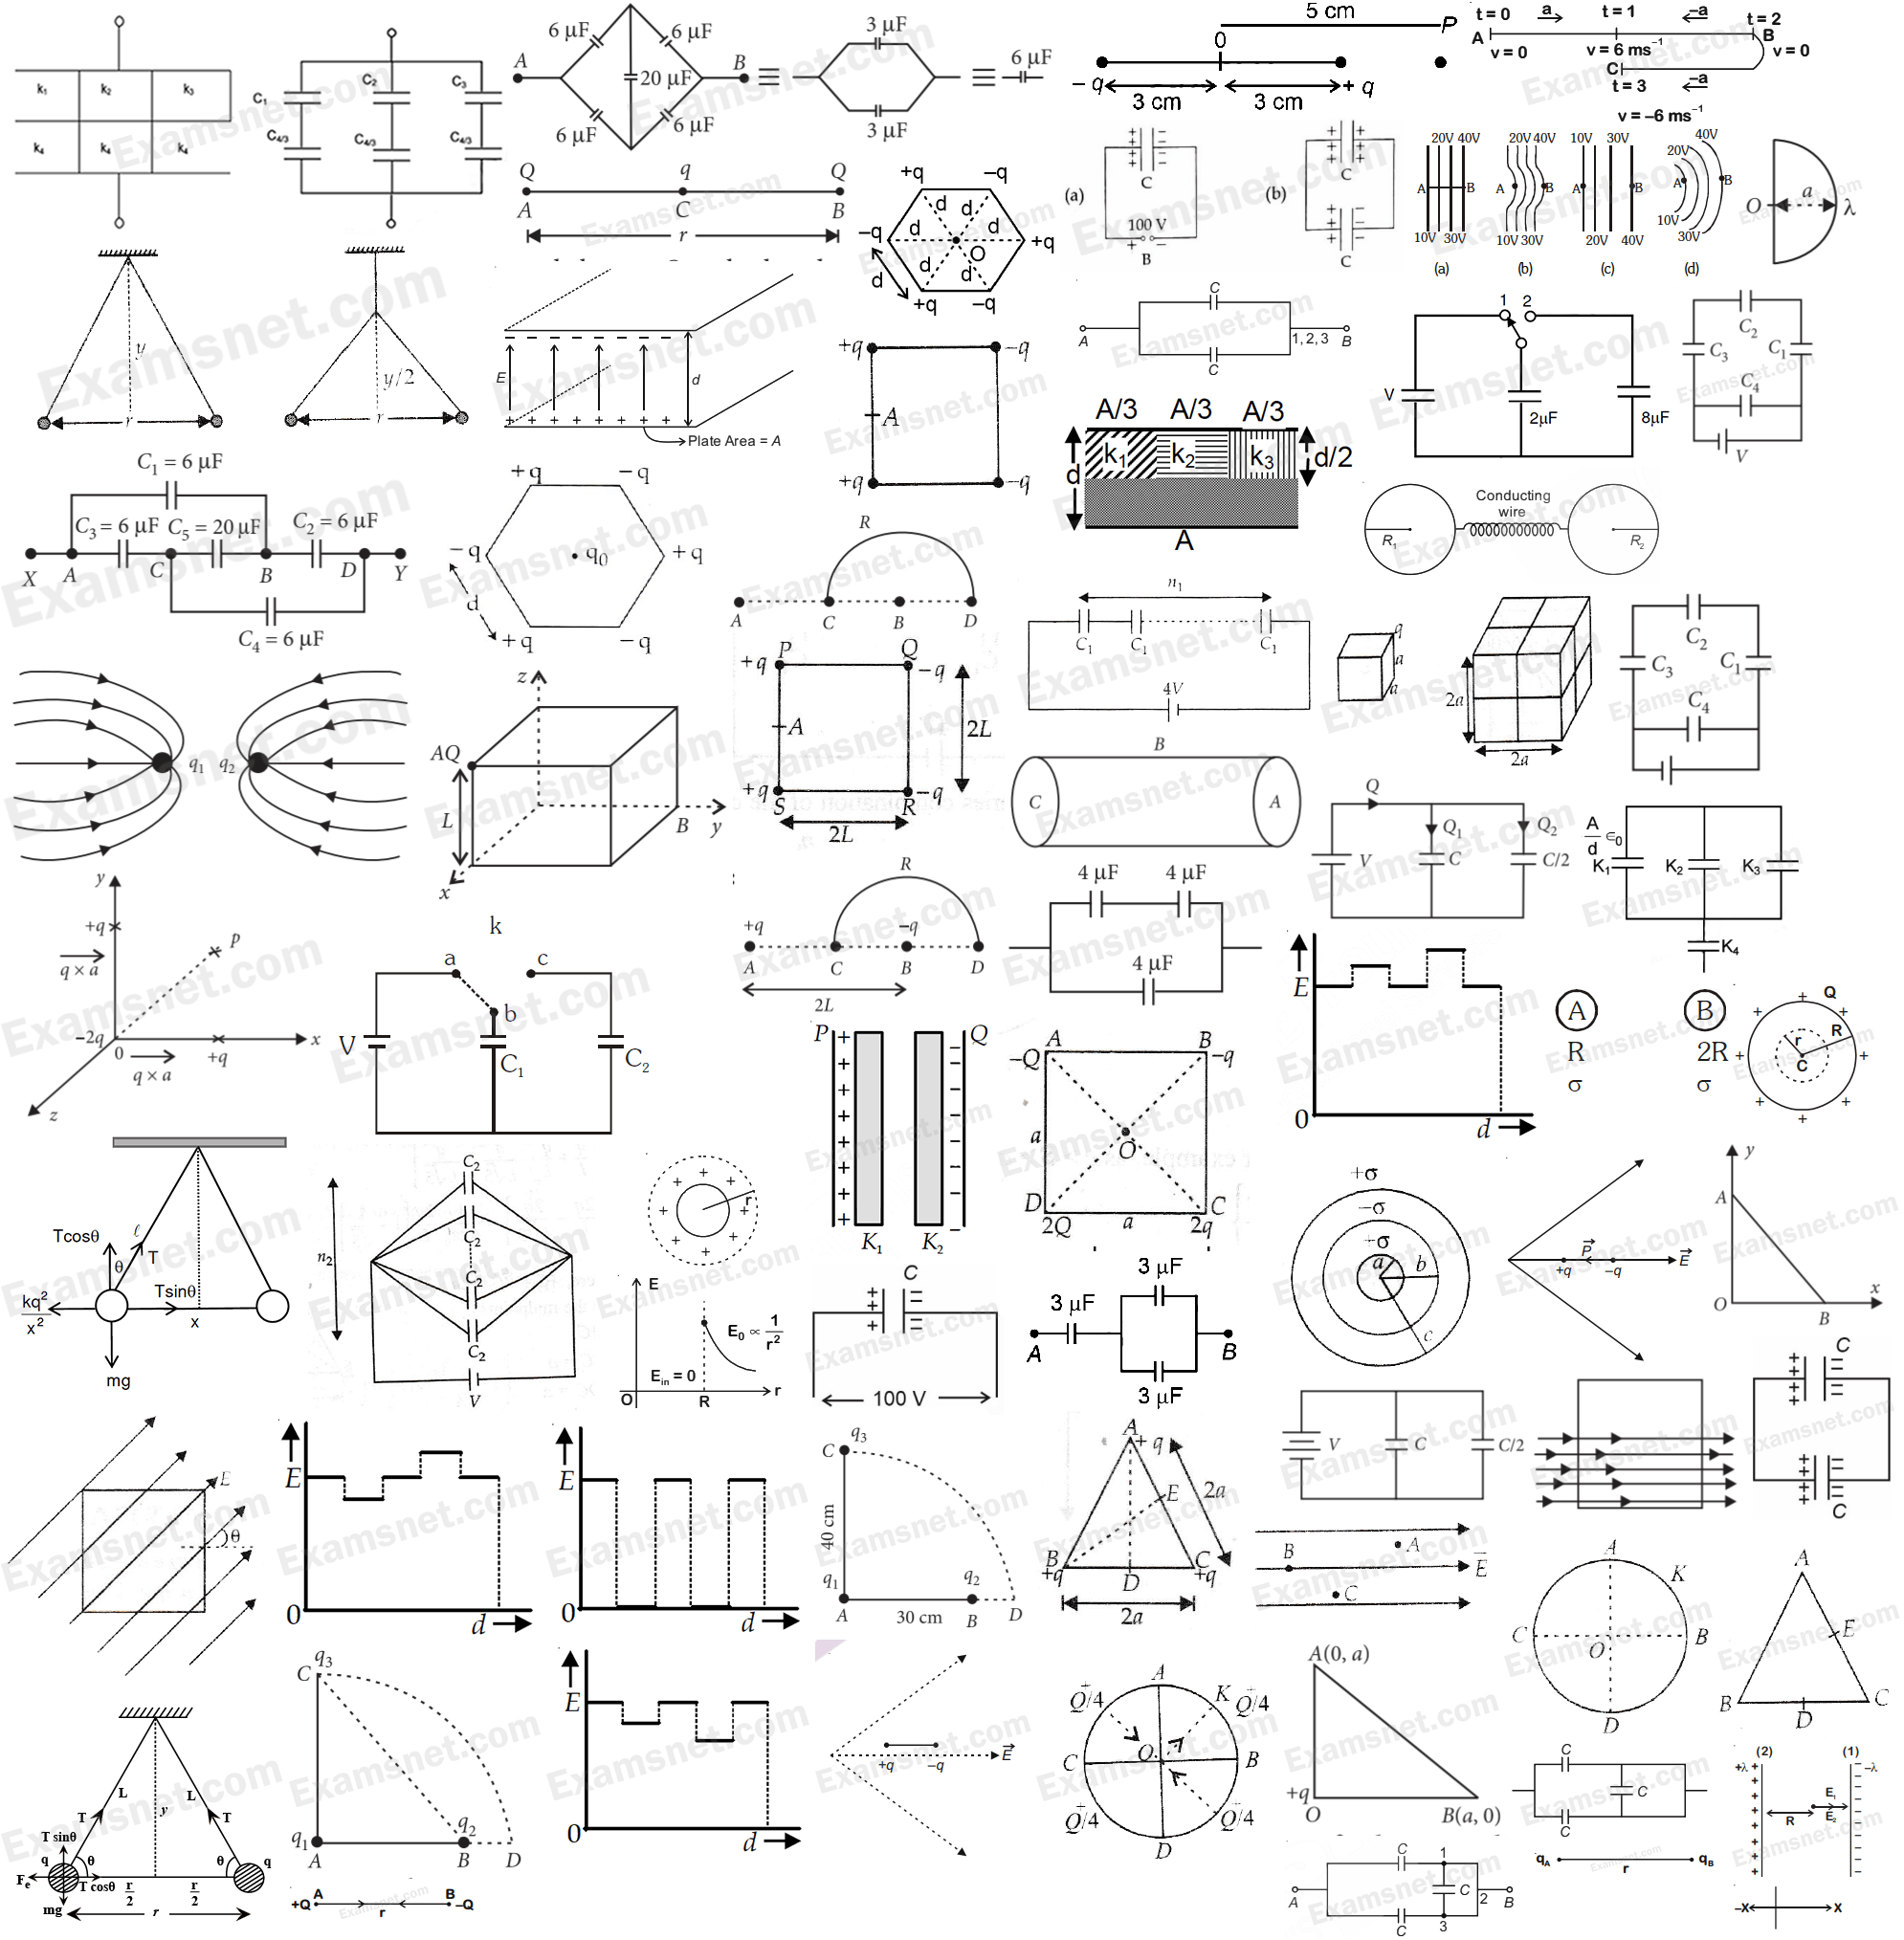 k₁ k₂ k₃
k₄ k₄ k₄
C₁ C₂ C₃
C₄/₃ C₄/₃ C₄/₃
6 μF 6 μF
A 20 μF B
6 μF 6 μF
≡ 3 μF
3 μF
≡ 6 μF
5 cm
0 P
− q + q
3 cm 3 cm
t = 0 a t = 1 −a t = 2
A B
v = 0 v = 6 ms⁻¹ v = 0
C
t = 3 −a
v = −6 ms⁻¹
Q q Q
A C B
r
+q −q
d d
−q d d +q
O
d d d
+q −q
(a) C
100 V
+ −
B
(b) C
C
20V 40V
A B
10V 30V
(a)
20V 40V
A B
10V 30V
(b)
10V 30V
A B
20V 40V
(c)
40V
20V
A B
10V
30V
(d)
O a λ
y
r
y/2
r
E d
Plate Area = A
+q −q
A
+q −q
C
A 1, 2, 3 B
C
1 2
V 2μF 8μF
C₂
C₃ C₁
C₄
V
A/3 A/3 A/3
d k₁ k₂ k₃ d/2
A
C₁ = 6 μF
C₃ = 6 μF C₅ = 20 μF C₂ = 6 μF
X A C B D Y
C₄ = 6 μF
+q −q
−q q₀ +q
d
+q −q
R
A C B D
Conducting
wire
R₁ R₂
n₁
C₁ C₁ C₁
4V
q
a
a
2a
2a
C₂
C₃ C₁
C₄
q₁ q₂
z
AQ
L
B y
x
P Q
+q −q
A 2L
+q −q
S R
2L
B
C A
Q
Q₁ Q₂
V C C/2
A
d ∈₀
K₁ K₂ K₃
K₄
y
+q
q × a p
−2q
0 +q x
q × a
z
k
a c
b
V C₁ C₂
R
+q −q
A C B D
2L
4 μF 4 μF
4 μF
P Q
K₁ K₂
A B
−Q −q
a O
D C
2Q a 2q
E
0 d
A B
R 2R
σ σ
Q
R
r
C
Tcosθ ℓ
θ T
Tsinθ
kq²
x² x
mg
C₂
C₂
n₂
C₂
C₂
V
r
E
E₀ ∝ 1
r²
Eᵢₙ = 0
O R r
C
100 V
3 μF
3 μF
A B
3 μF
+σ
−σ
+σ
a b
c
P E
+q −q
y
A
O B x
E
θ
E
0 d
E
0 d
q₃
C
40 cm
q₁ q₂
A 30 cm B D
A
+q
E 2a
B C
+q D +q
2a
V C C/2
C
C
A
B E
C
A
K
C B
O
D
A
E
B C
D
L L
y
T T
T sinθ
q θ θ q
Fₑ T cosθ r r
2 2
mg r
q₃
C
q₁ q₂
A B D
A B
+Q −Q
r
E
0 d
+q −q E
A
Q/4 K Q/4
C O B
Q/4 Q/4
D
A(0, a)
+q
O B(a, 0)
C
C
C
qA qB
r
C 1
A C 2 B
C 3
(2) (1)
+λ −λ
E₁
R E₂
−X X
Examsnet.com